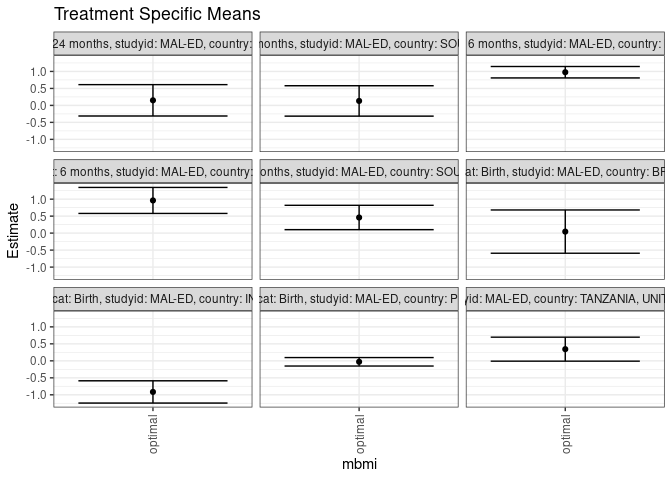 Treatment Specific Means
24 months, studyid: MAL-ED, country:
months, studyid: MAL-ED, country: SOU
6 months, studyid: MAL-ED, country:
1.0
0.5
0.0
-0.5
-1.0
: 6 months, studyid: MAL-ED, country:
onths, studyid: MAL-ED, country: SOU
cat: Birth, studyid: MAL-ED, country: BR
1.0
0.5
0.0
-0.5
-1.0
cat: Birth, studyid: MAL-ED, country: IN
cat: Birth, studyid: MAL-ED, country: P
yid: MAL-ED, country: TANZANIA, UNIT
1.0
0.5
0.0
-0.5
-1.0
Estimate
optimal
optimal
optimal
mbmi